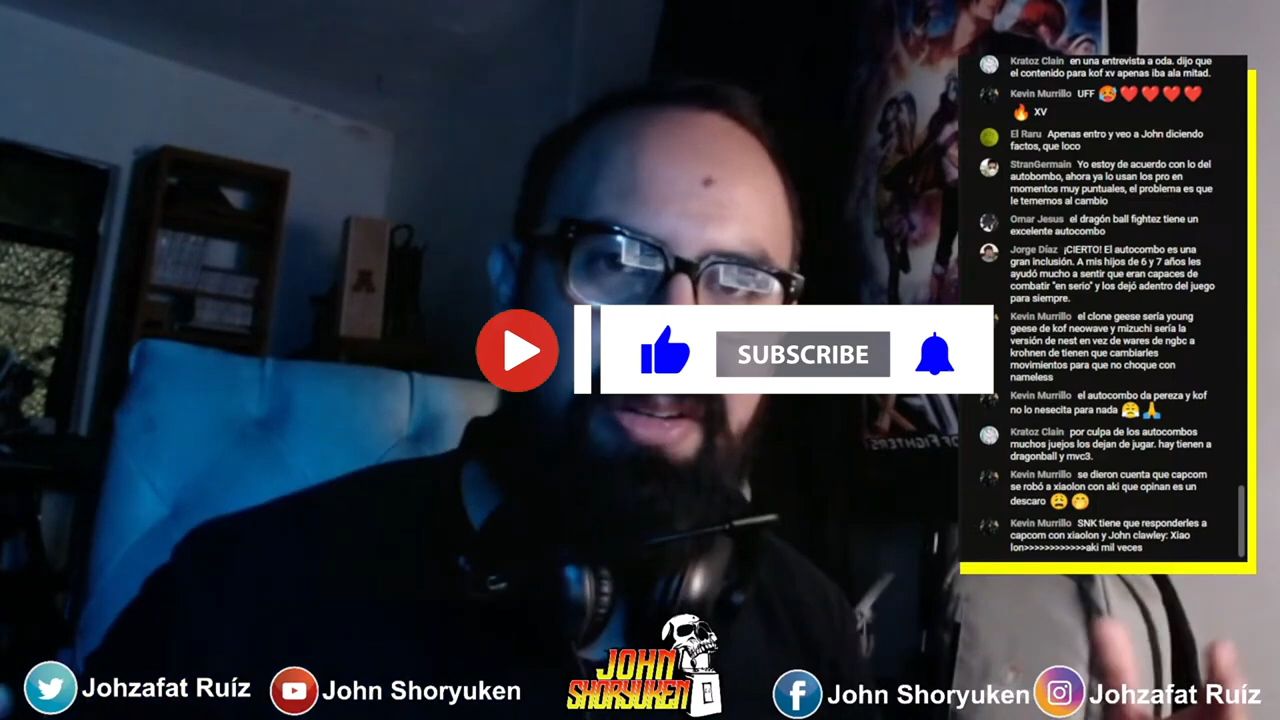 Kratoz Clain en una entrevista a oda. dijo que
el contenido para kof xv apenas iba ala mitad.
Kevin Murrillo UFF 🥵❤️❤️❤️❤️
🔥 XV
El Raru Apenas entro y veo a John diciendo
factos, que loco
StranGermain Yo estoy de acuerdo con lo del
autobombo, ahora ya lo usan los pro en
momentos muy puntuales, el problema es que
le tememos al cambio
Omar Jesus el dragón ball fightez tiene un
excelente autocombo
Jorge Díaz ¡CIERTO! El autocombo es una
gran inclusión. A mis hijos de 6 y 7 años les
ayudó mucho a sentir que eran capaces de
combatir "en serio" y los dejó adentro del juego
para siempre.
Kevin Murrillo el clone geese sería young
geese de kof neowave y mizuchi sería la
versión de nest en vez de wares de ngbc a
krohnen de tienen que cambiarles
movimientos para que no choque con
nameless
Kevin Murrillo el autocombo da pereza y kof
no lo nesecita para nada 😤🙏
Kratoz Clain por culpa de los autocombos
muchos juejos los dejan de jugar. hay tienen a
dragonball y mvc3.
Kevin Murrillo se dieron cuenta que capcom
se robó a xiaolon con aki que opinan es un
descaro 😩🤭
Kevin Murrillo SNK tiene que responderles a
capcom con xiaolon y John clawley: Xiao
lon>>>>>>>>>>>>aki mil veces
SUBSCRIBE
A
OF FIGHTERS
JOHN
SHORYUKEN
Johzafat Ruíz
John Shoryuken
John Shoryuken
Johzafat Ruíz